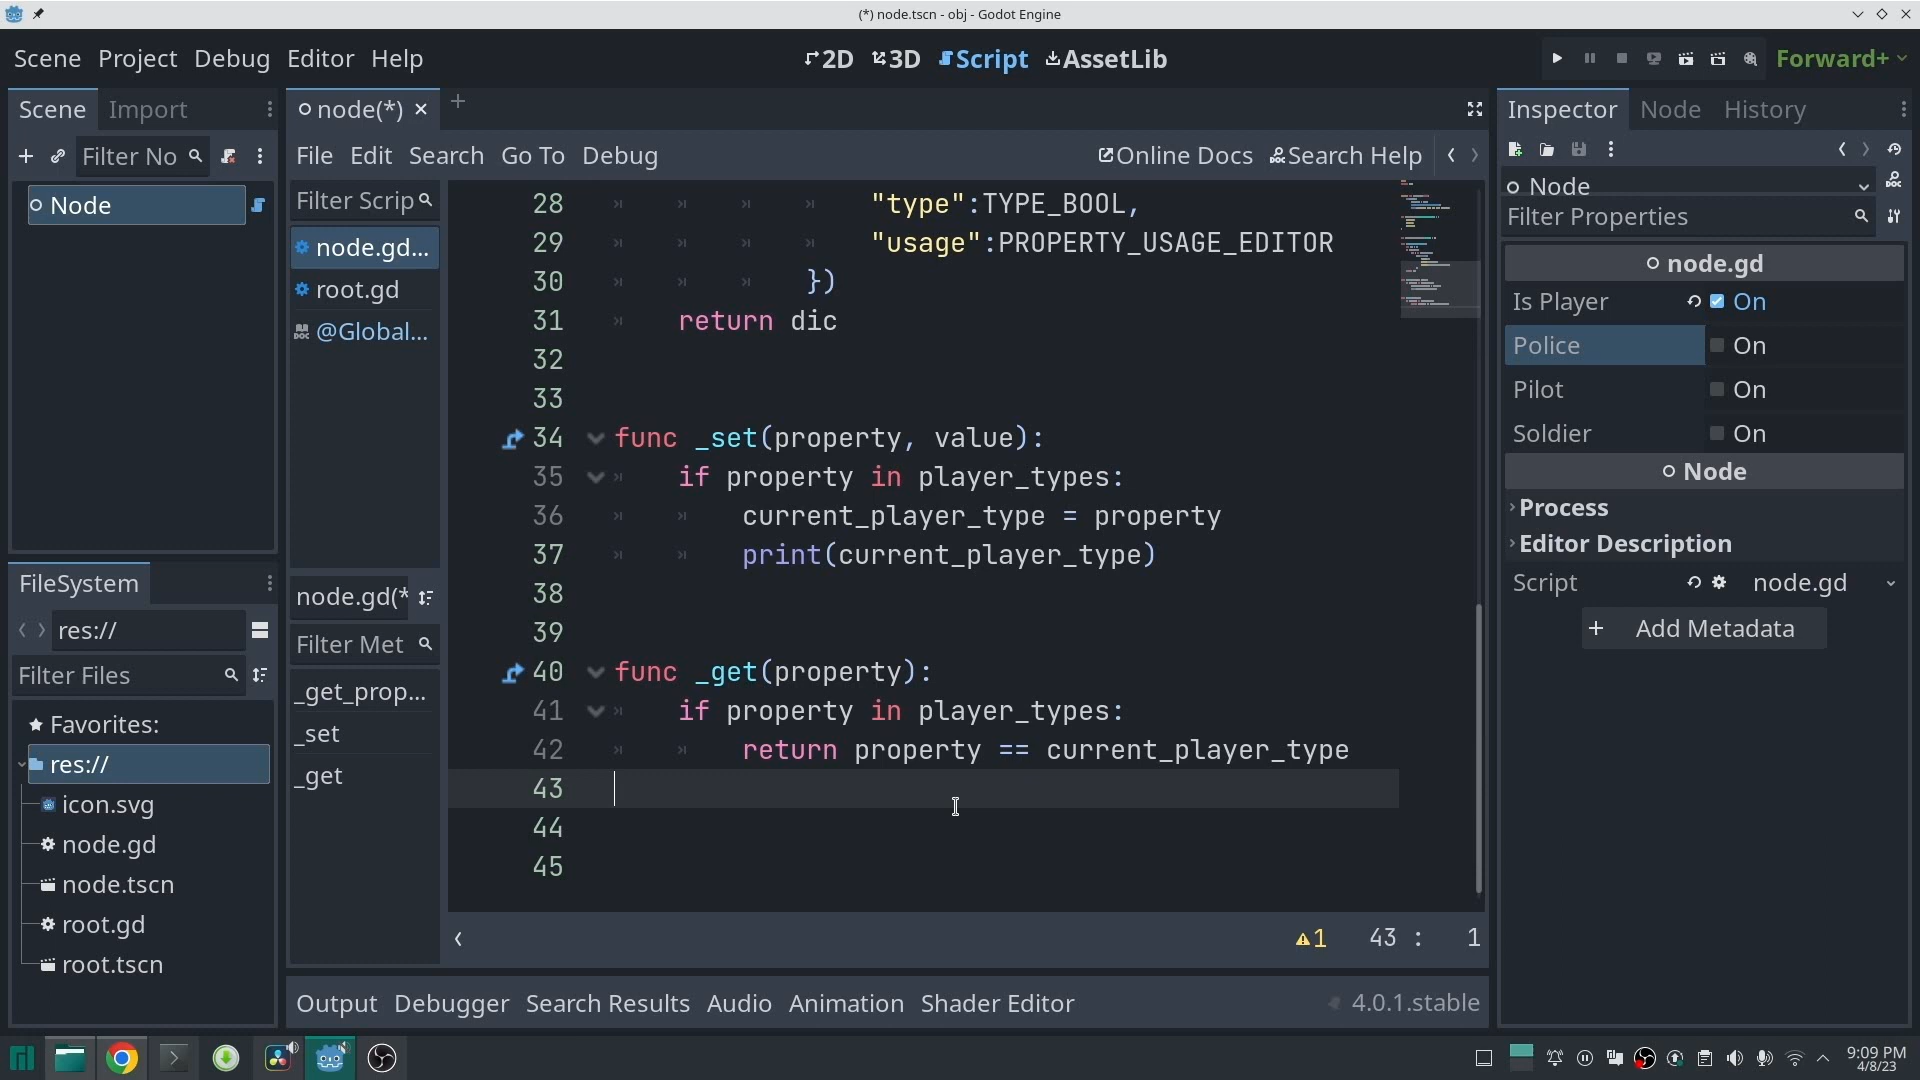 (*) node.tscn - obj - Godot Engine
Scene Project Debug Editor Help
2D 3D Script AssetLib
Forward+
Scene Import
Filter No
Node
FileSystem
res://
Filter Files
Favorites:
res://
icon.svg
node.gd
node.tscn
root.gd
root.tscn
node(*)
File Edit Search Go To Debug
Online Docs Search Help
Filter Scrip
node.gd...
root.gd
@Global...
node.gd(*
Filter Met
_get_prop...
_set
_get
28 "type":TYPE_BOOL,
29 "usage":PROPERTY_USAGE_EDITOR
30 })
31 return dic
32
33
34 func _set(property, value):
35 if property in player_types:
36 current_player_type = property
37 print(current_player_type)
38
39
40 func _get(property):
41 if property in player_types:
42 return property == current_player_type
43
44
45
1 43 : 1
Output Debugger Search Results Audio Animation Shader Editor
4.0.1.stable
Inspector Node History
Node
Filter Properties
node.gd
Is Player On
Police On
Pilot On
Soldier On
Node
Process
Editor Description
Script node.gd
+ Add Metadata
9:09 PM
4/8/23